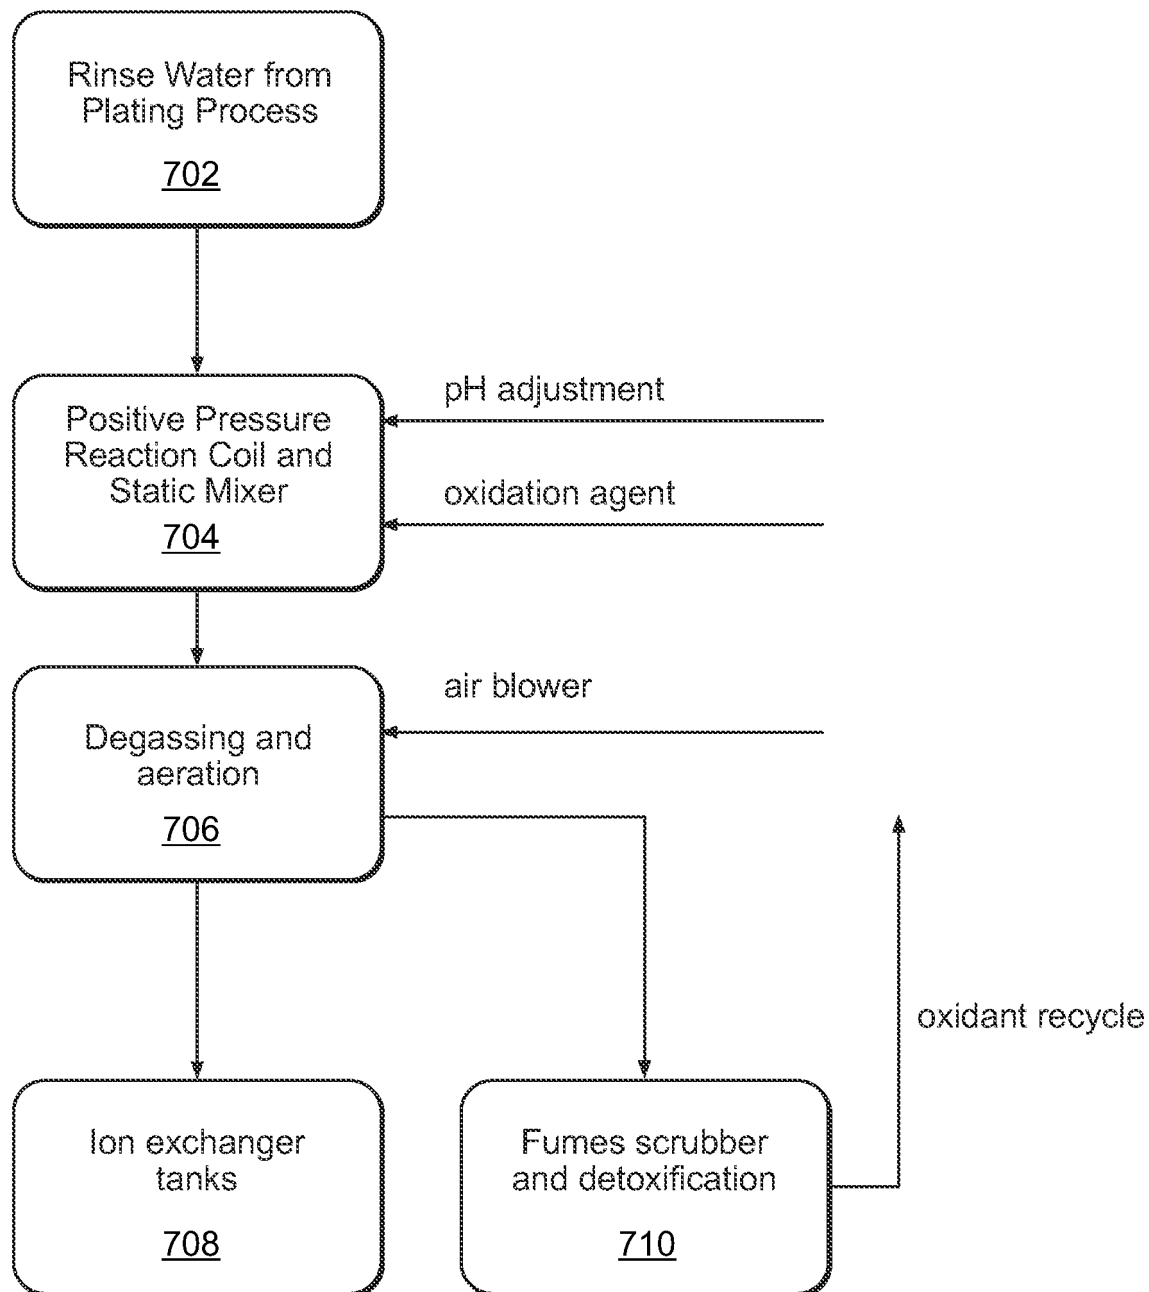 Rinse Water from
Plating Process
702
pH adjustment
Positive Pressure
Reaction Coil and
Static Mixer
704
oxidation agent
air blower
Degassing and
aeration
706
oxidant recycle
Ion exchanger
tanks
708
Fumes scrubber
and detoxification
710